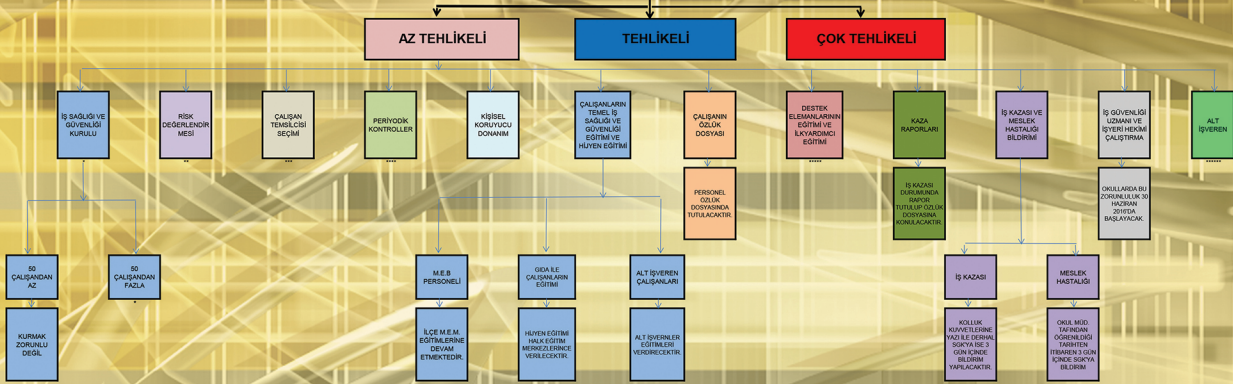 AZ TEHLİKELİ
TEHLİKELİ
ÇOK TEHLİKELİ
İŞ SAĞLIĞI VE
GÜVENLİĞİ
KURULU
*
RİSK
DEĞERLENDİR
MESİ
**
ÇALIŞAN
TEMSİLCİSİ
SEÇİMİ
***
PERİYODİK
KONTROLLER
****
KİŞİSEL
KORUYUCU
DONANIM
ÇALIŞANLARIN
TEMEL İŞ
SAĞLIĞI VE
GÜVENLİĞİ
EĞİTİMİ VE
HİJYEN EĞİTİMİ
ÇALIŞANIN
ÖZLÜK
DOSYASI
DESTEK
ELEMANLARININ
EĞİTİMİ VE
İLKYARDIMCI
EĞİTİMİ
*****
KAZA
RAPORLARI
İŞ KAZASI VE
MESLEK
HASTALIĞI
BİLDİRİMİ
İŞ GÜVENLİĞİ
UZMANI VE
İŞYERİ HEKİMİ
ÇALIŞTIRMA
ALT
İŞVEREN
******
PERSONEL
ÖZLÜK
DOSYASINDA
TUTULACAKTIR.
İŞ KAZASI
DURUMUNDA
RAPOR
TUTULUP ÖZLÜK
DOSYASINA
KONULACAKTIR.
OKULLARDA BU
ZORUNLULUK 30
HAZİRAN
2016'DA
BAŞLAYACAK.
50
ÇALIŞANDAN
AZ
50
ÇALIŞANDAN
FAZLA
*
M.E.B
PERSONELİ
GIDA İLE
ÇALIŞANLARIN
EĞİTİMİ
ALT İŞVEREN
ÇALIŞANLARI
İŞ KAZASI
MESLEK
HASTALIĞI
KURMAK
ZORUNLU
DEĞİL
İLÇE M.E.M.
EĞİTİMLERİNE
DEVAM
ETMEKTEDİR.
HİJYEN EĞİTİMİ
HALK EĞİTİM
MERKEZLERİNCE
VERİLECEKTİR.
ALT İŞVERNLER
EĞİTİMLERİ
VERDİRECEKTİR.
KOLLUK
KUVVETLERİNE
YAZI İLE DERHAL
SGK'YA İSE 3
GÜN İÇİNDE
BİLDİRİM
YAPILACAKTIR.
OKUL MÜD.
TAFINDAN
ÖĞRENİLDİĞİ
TARİHTEN
İTİBAREN 3 GÜN
İÇİNDE SGK'YA
BİLDİRİM